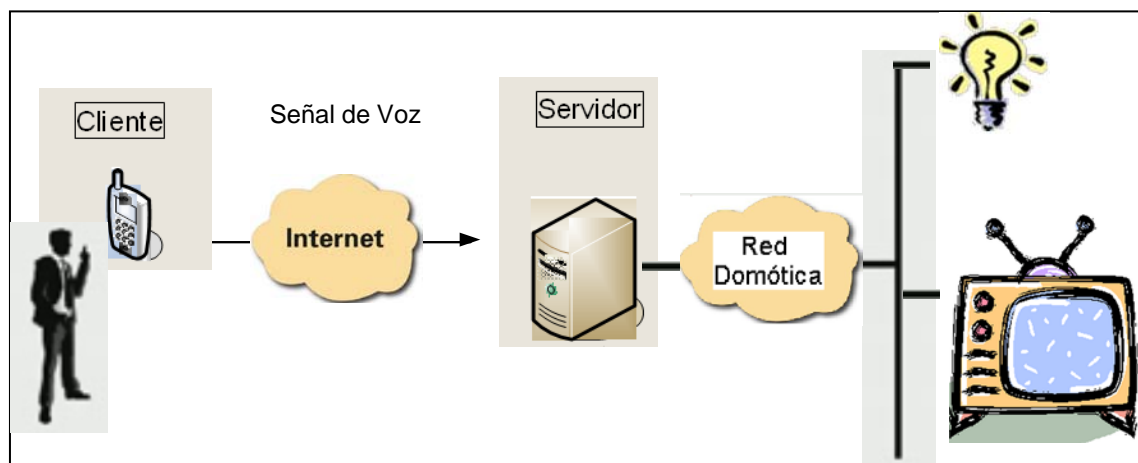 Cliente
Señal de Voz
Servidor
Internet
Red
Domótica